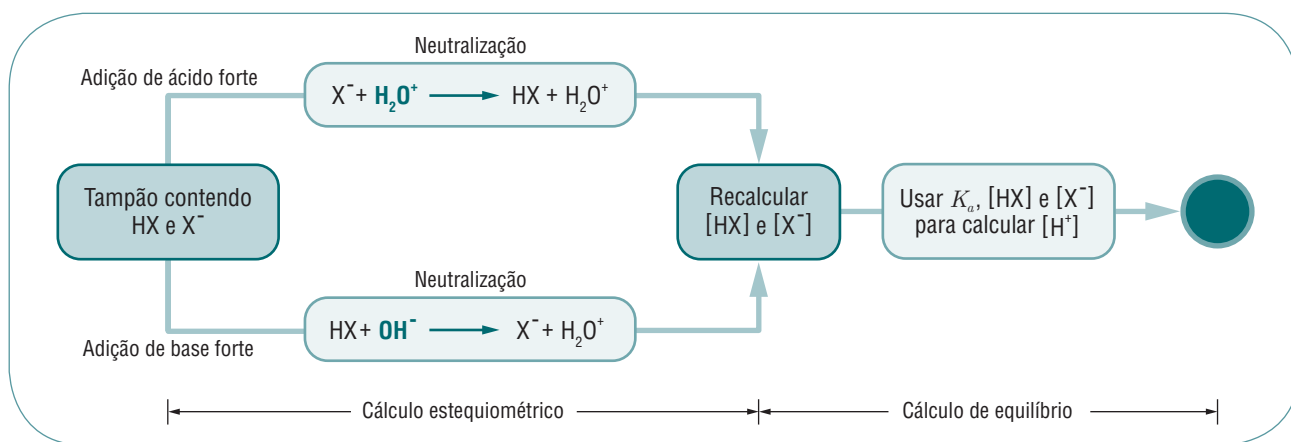 Neutralização
Adição de ácido forte
X⁻ + H₂O⁺ → HX + H₂O⁺
Tampão contendo
HX e X⁻
Recalcular
[HX] e [X⁻]
Usar Kₐ, [HX] e [X⁻]
para calcular [H⁺]
Neutralização
HX + OH⁻ → X⁻ + H₂O⁺
Adição de base forte
Cálculo estequiométrico
Cálculo de equilíbrio